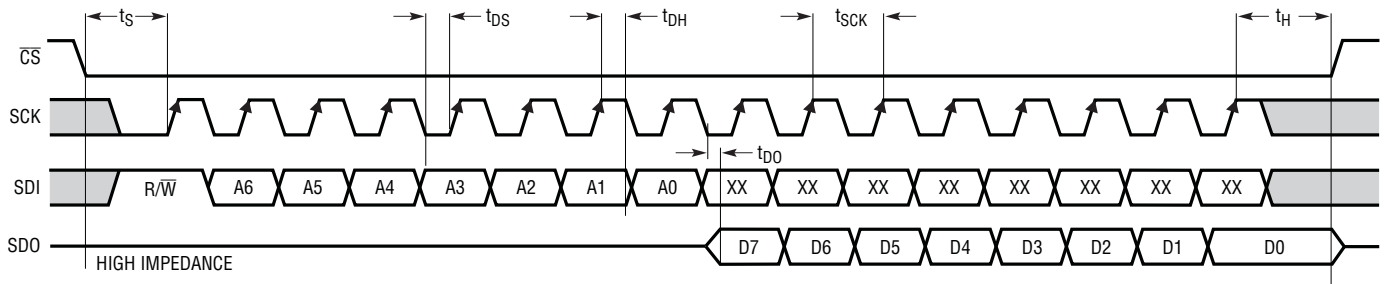 tS tDS tDH tSCK tH
CS
SCK
tDO
SDI R/W A6 A5 A4 A3 A2 A1 A0 XX XX XX XX XX XX XX XX
SDO D7 D6 D5 D4 D3 D2 D1 D0
HIGH IMPEDANCE